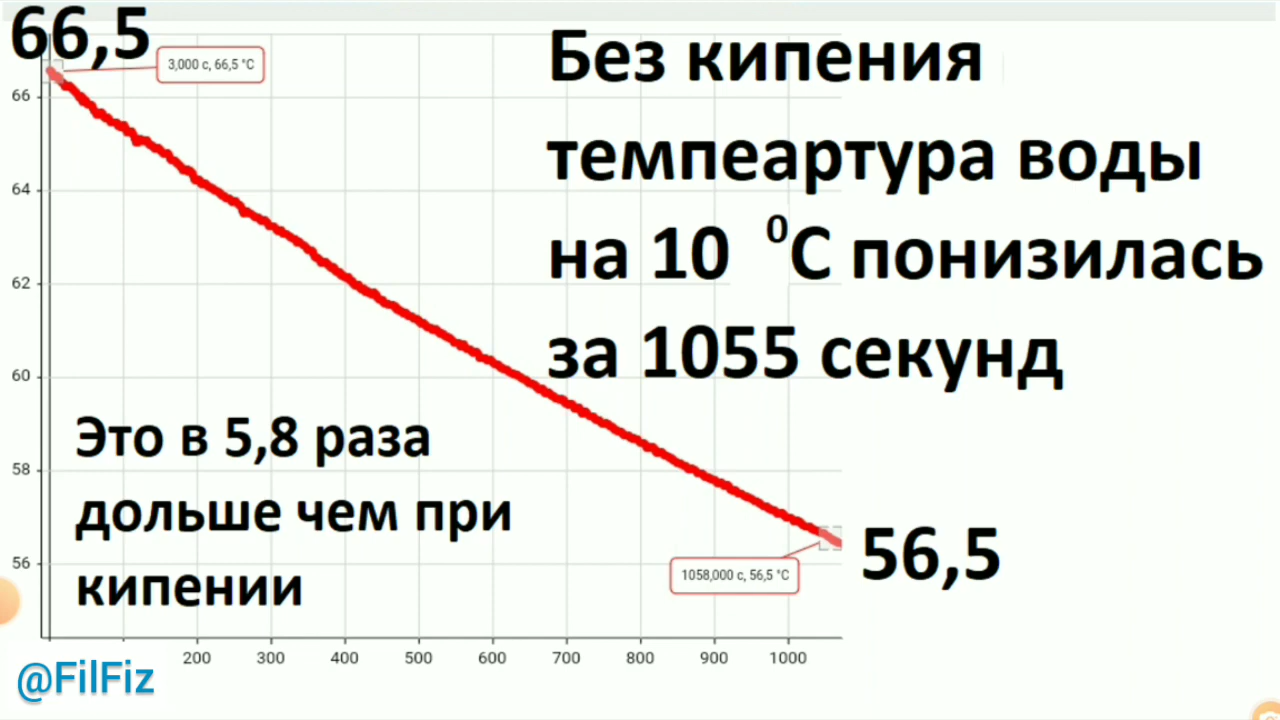 66,5
3,000 с, 66,5 °C
Без кипения
темпеартура воды
на 10 ⁰С понизилась
за 1055 секунд
66
64
62
60
58
56
Это в 5,8 раза
дольше чем при
кипении
56,5
1058,000 с, 56,5 °C
200 300 400 500 600 700 800 900 1000
@FilFiz